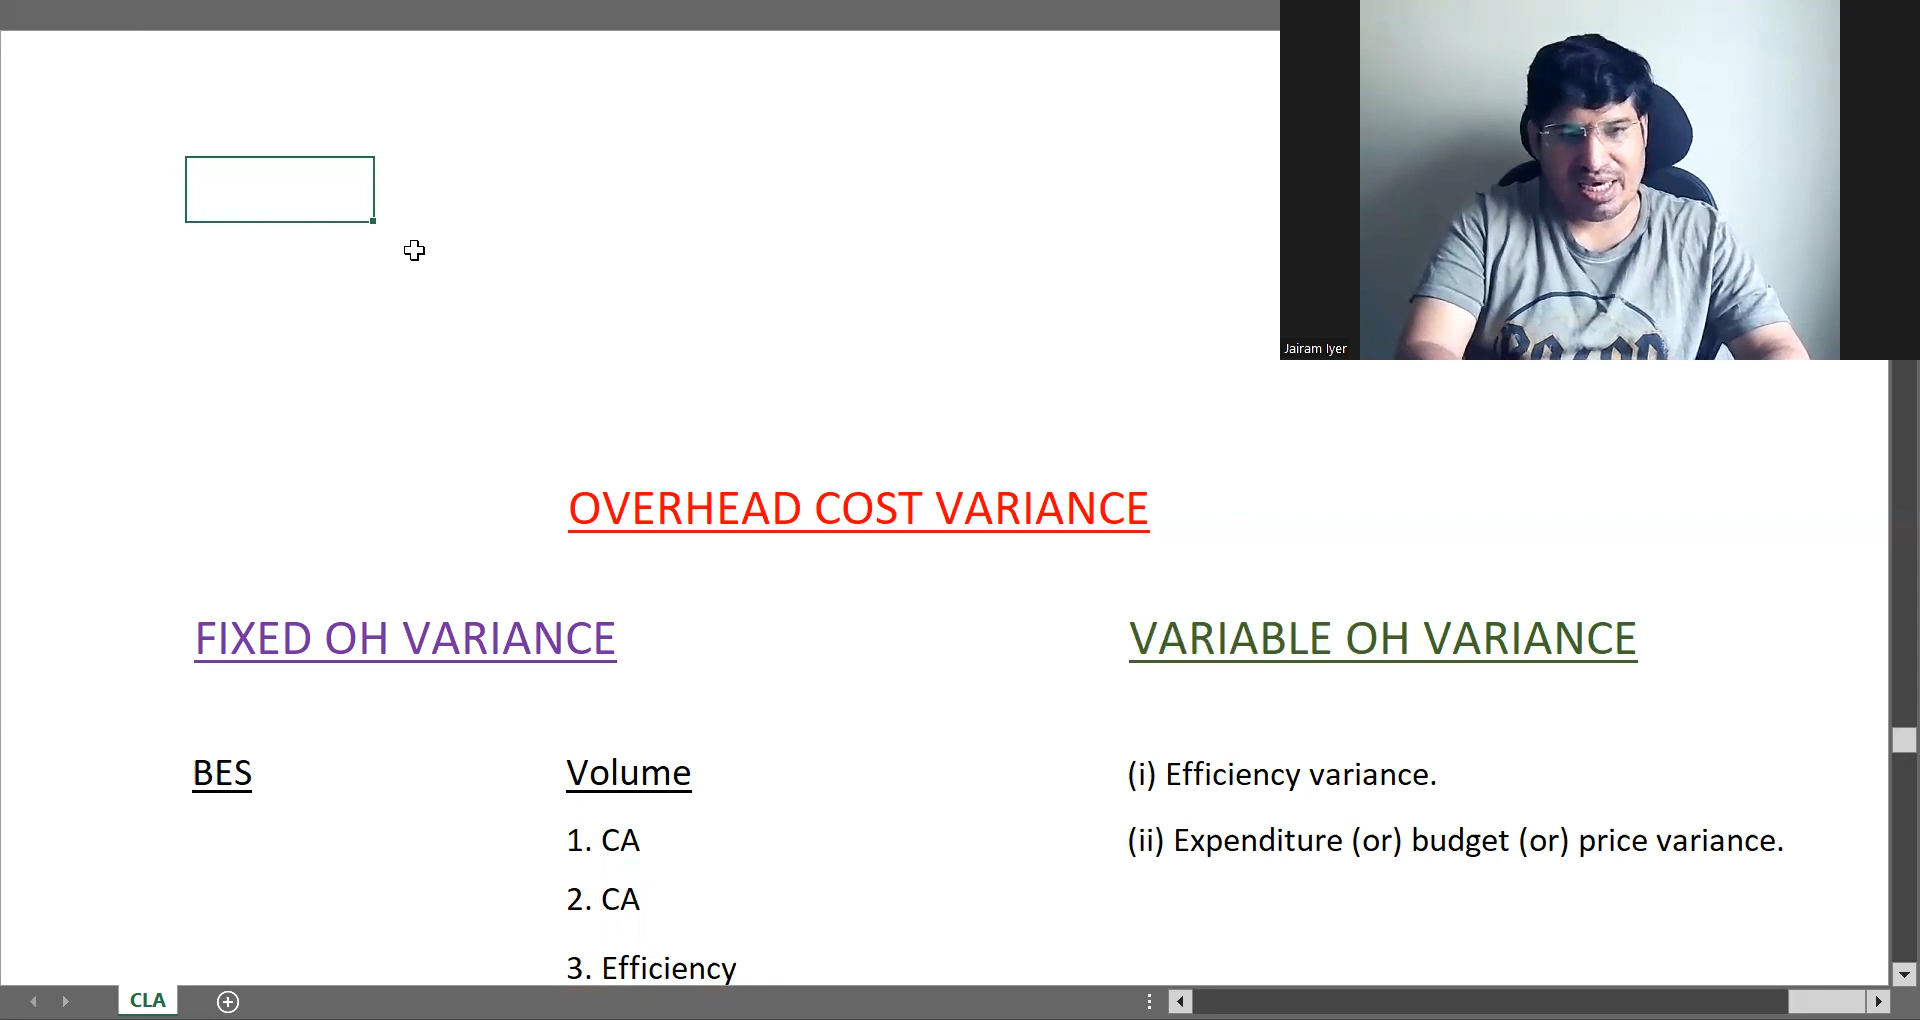 Jairam Iyer
OVERHEAD COST VARIANCE
FIXED OH VARIANCE
VARIABLE OH VARIANCE
BES
Volume
(i) Efficiency variance.
1. CA
(ii) Expenditure (or) budget (or) price variance.
2. CA
3. Efficiency
CLA